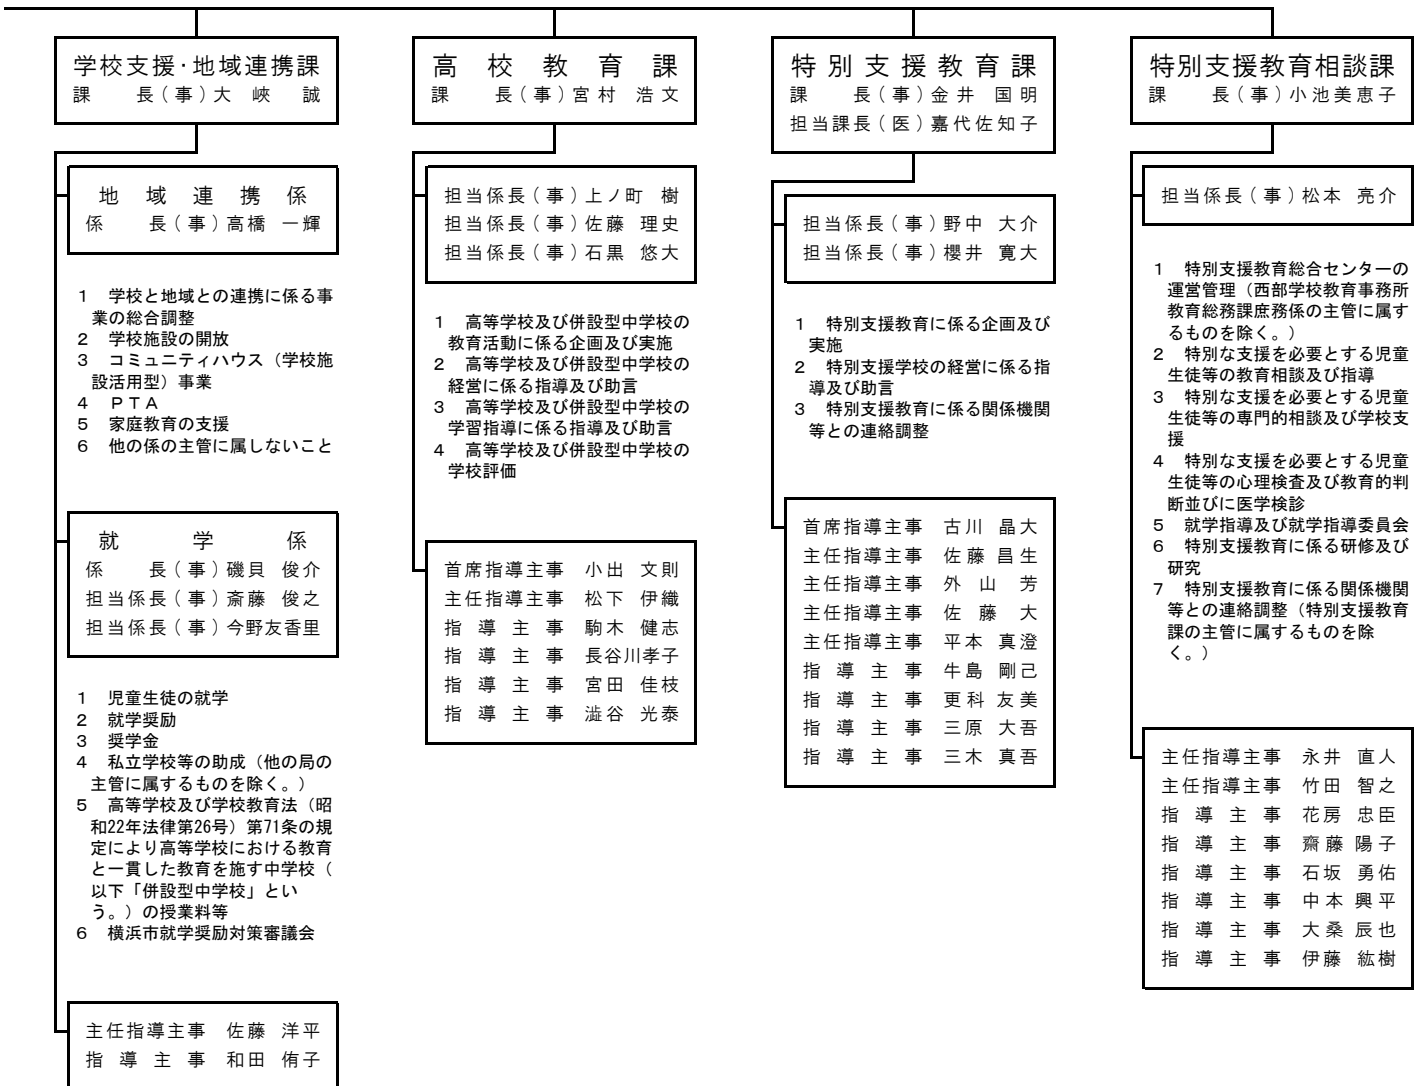 学校支援・地域連携課
課　　長（事）大　峽　　誠
地域連携係
係　　長（事）高橋　一輝
1　学校と地域との連携に係る事
業の総合調整
2　学校施設の開放
3　コミュニティハウス（学校施
設活用型）事業
4　ＰＴＡ
5　家庭教育の支援
6　他の係の主管に属しないこと
就　学　係
係　　長（事）磯貝　俊介
担当係長（事）斎藤　俊之
担当係長（事）今野友香里
1　児童生徒の就学
2　就学奨励
3　奨学金
4　私立学校等の助成（他の局の
主管に属するものを除く。）
5　高等学校及び学校教育法（昭
和22年法律第26号）第71条の規
定により高等学校における教育
と一貫した教育を施す中学校（
以下「併設型中学校」とい
う。）の授業料等
6　横浜市就学奨励対策審議会
主任指導主事　佐藤　洋平
指導主事　和田　侑子
高校教育課
課　　長（事）宮村　浩文
担当係長（事）上ノ町　樹
担当係長（事）佐藤　理史
担当係長（事）石黒　悠大
1　高等学校及び併設型中学校の
教育活動に係る企画及び実施
2　高等学校及び併設型中学校の
経営に係る指導及び助言
3　高等学校及び併設型中学校の
学習指導に係る指導及び助言
4　高等学校及び併設型中学校の
学校評価
首席指導主事　小出　文則
主任指導主事　松下　伊織
指導主事　駒木　健志
指導主事　長谷川孝子
指導主事　宮田　佳枝
指導主事　澁谷　光泰
特別支援教育課
課　　長（事）金井　国明
担当課長（医）嘉代佐知子
担当係長（事）野中　大介
担当係長（事）櫻井　寛大
1　特別支援教育に係る企画及び
実施
2　特別支援学校の経営に係る指
導及び助言
3　特別支援教育に係る関係機関
等との連絡調整
首席指導主事　古川　晶大
主任指導主事　佐藤　昌生
主任指導主事　外山　芳
主任指導主事　佐藤　大
主任指導主事　平本　真澄
指導主事　牛島　剛己
指導主事　更科　友美
指導主事　三原　大吾
指導主事　三木　真吾
特別支援教育相談課
課　　長（事）小池美恵子
担当係長（事）松本　亮介
1　特別支援教育総合センターの
運営管理（西部学校教育事務所
教育総務課庶務係の主管に属す
るものを除く。）
2　特別な支援を必要とする児童
生徒等の教育相談及び指導
3　特別な支援を必要とする児童
生徒等の専門的相談及び学校支
援
4　特別な支援を必要とする児童
生徒等の心理検査及び教育的判
断並びに医学検診
5　就学指導及び就学指導委員会
6　特別支援教育に係る研修及び
研究
7　特別支援教育に係る関係機関
等との連絡調整（特別支援教育
課の主管に属するものを除
く。）
主任指導主事　永井　直人
主任指導主事　竹田　智之
指導主事　花房　忠臣
指導主事　齋藤　陽子
指導主事　石坂　勇佑
指導主事　中本　興平
指導主事　大桑　辰也
指導主事　伊藤　紘樹